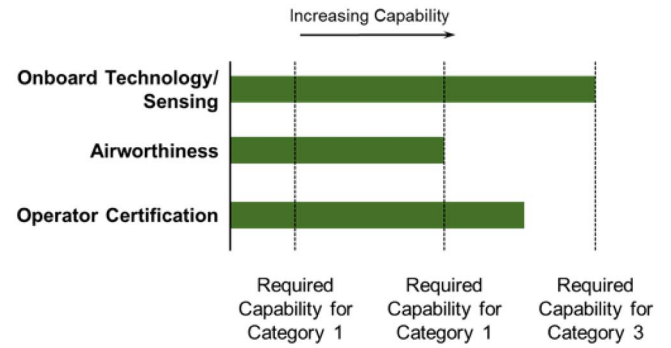 Increasing Capability
Onboard Technology/
Sensing
Airworthiness
Operator Certification
Required
Capability for
Category 1
Required
Capability for
Category 1
Required
Capability for
Category 3